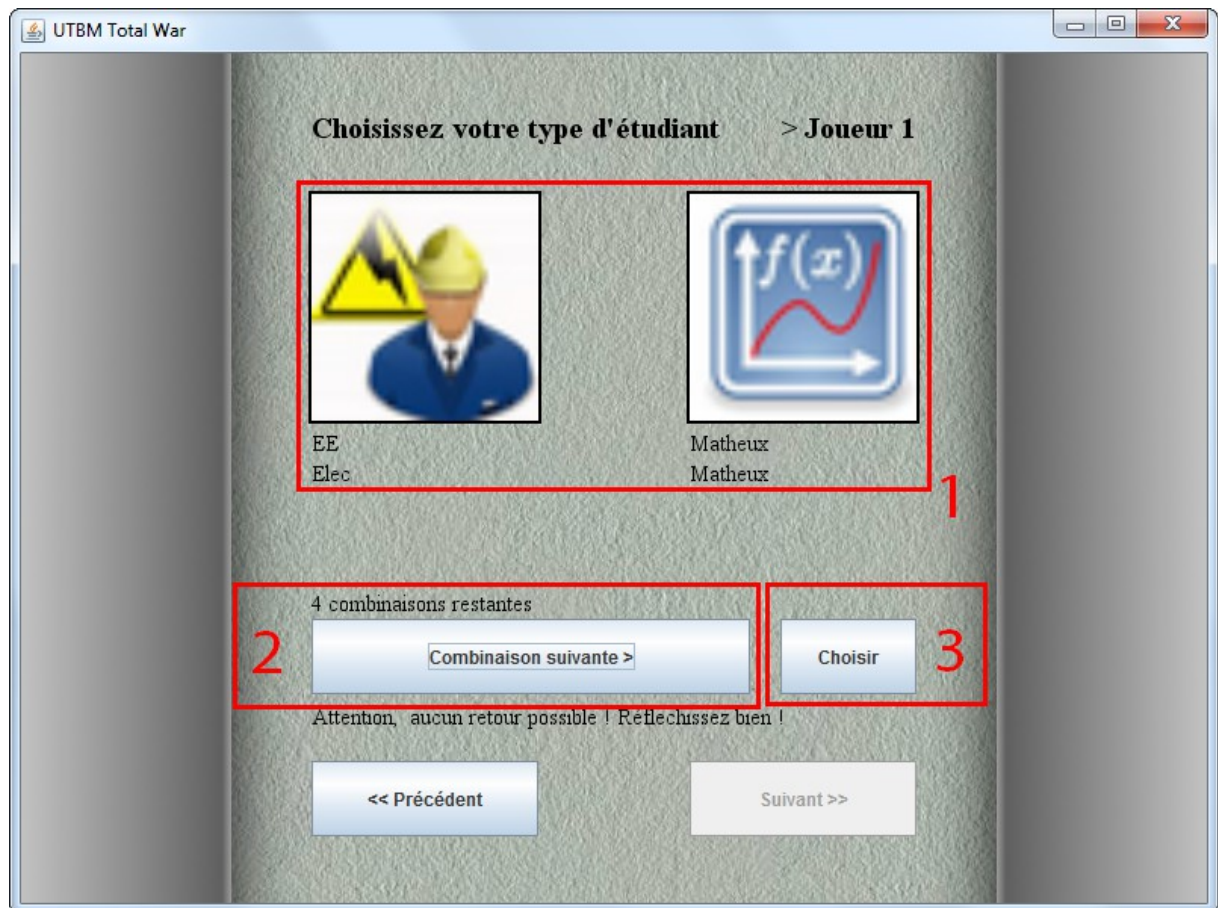 UTBM Total War
Choisissez votre type d'étudiant > Joueur 1
f(x)
EE
Elec
Matheux
Matheux
1
4 combinaisons restantes
2
Combinaison suivante >
Choisir
3
Attention, aucun retour possible ! Réflechissez bien !
<< Précédent
Suivant >>